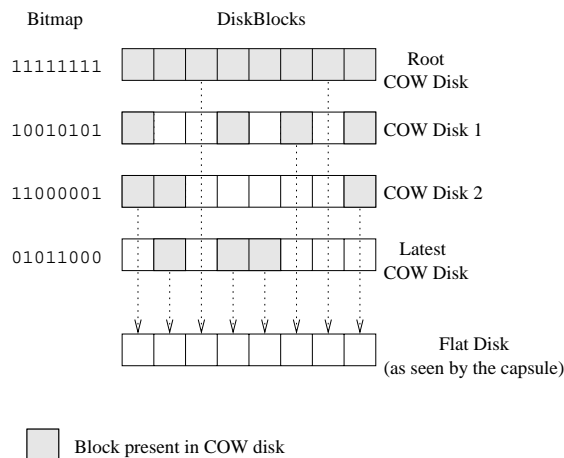 Bitmap DiskBlocks
11111111 Root
COW Disk
10010101 COW Disk 1
11000001 COW Disk 2
01011000 Latest
COW Disk
Flat Disk
(as seen by the capsule)
Block present in COW disk